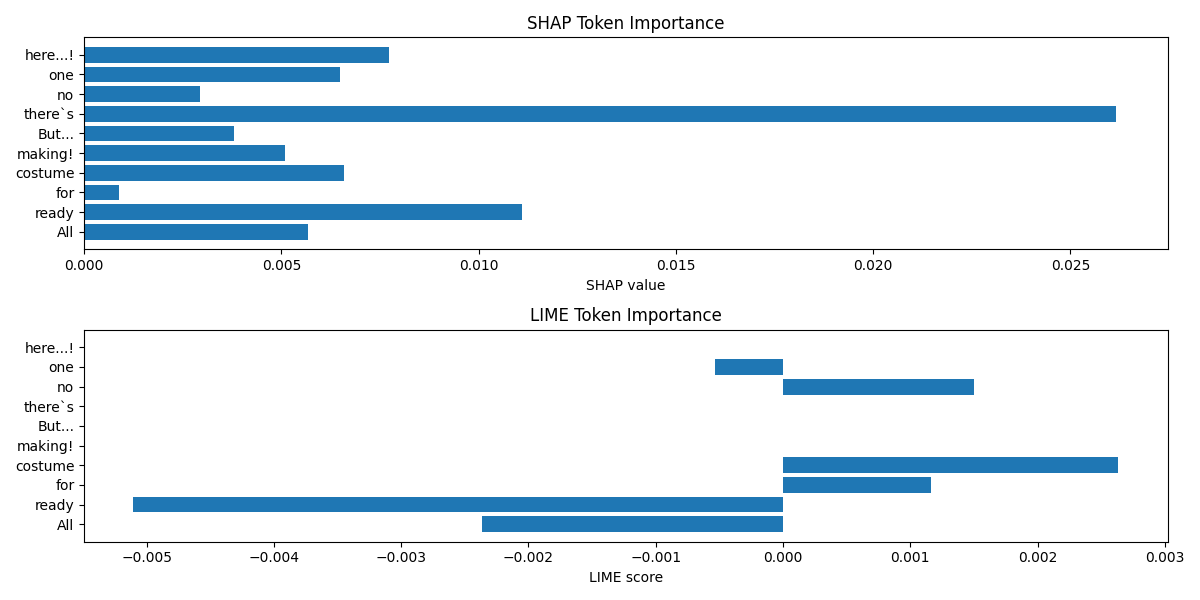 SHAP Token Importance
here...!
one
no
there`s
But...
making!
costume
for
ready
All
0.000 0.005 0.010 0.015 0.020 0.025
SHAP value
LIME Token Importance
here...!
one
no
there`s
But...
making!
costume
for
ready
All
−0.005 −0.004 −0.003 −0.002 −0.001 0.000 0.001 0.002 0.003
LIME score